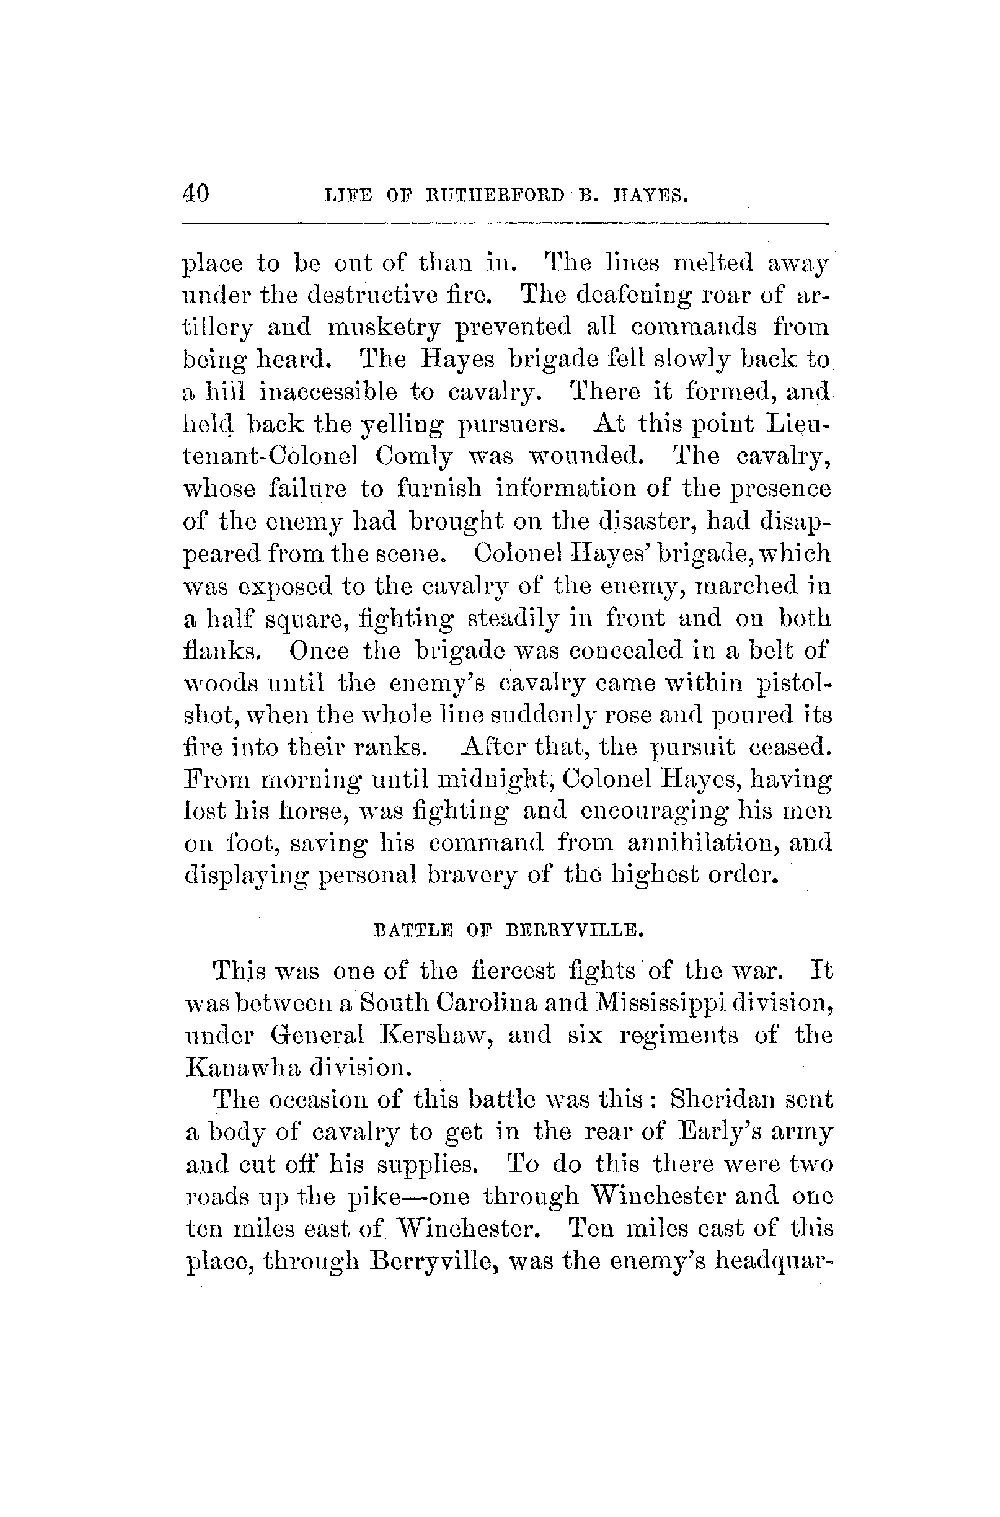 40 LIFE OF RUTHERFORD B. HAYES.
place to be out of than in. The lines melted away
under the destructive fire. The deafening roar of ar-
tillery and musketry prevented all commands from
being heard. The Hayes brigade fell slowly back to
a hill inaccessible to cavalry. There it formed, and
held back the yelling pursuers. At this point Lieu-
tenant-Colonel Comly was wounded. The cavalry,
whose failure to furnish information of the presence
of the enemy had brought on the disaster, had disap-
peared from the scene. Colonel Hayes' brigade, which
was exposed to the cavalry of the enemy, marched in
a half square, fighting steadily in front and on both
flanks. Once the brigade was concealed in a belt of
woods until the enemy's cavalry came within pistol-
shot, when the whole line suddenly rose and poured its
fire into their ranks. After that, the pursuit ceased.
From morning until midnight, Colonel Hayes, having
lost his horse, was fighting and encouraging his men
on foot, saving his command from annihilation, and
displaying personal bravery of the highest order.
BATTLE OF BERRYVILLE.
This was one of the fiercest fights of the war. It
was between a South Carolina and Mississippi division,
under General Kershaw, and six regiments of the
Kanawha division.
The occasion of this battle was this: Sheridan sent
a body of cavalry to get in the rear of Early's army
and cut off his supplies. To do this there were two
roads up the pike—one through Winchester and one
ten miles east of Winchester. Ten miles east of this
place, through Berryville, was the enemy's headquar-